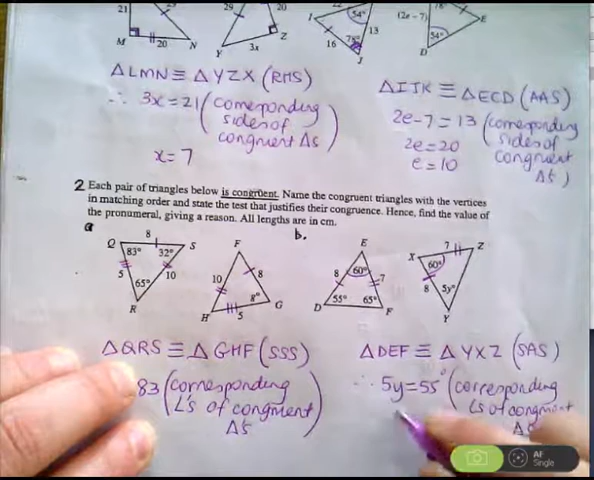 21
29
20
54°
(2e-7)
78°
E
M
20
N
Y
3x
Z
16
75°
13
J
D
54°
ΔLMN ≡ ΔYZX (RHS)
∴ 3x = 21 (corresponding
sides of
congruent Δs)
x = 7
ΔIJK ≡ ΔECD (AAS)
2e-7 = 13 (corresponding
2e = 20 sides of
e = 10 congruent
Δs)
2 Each pair of triangles below is congruent. Name the congruent triangles with the vertices
in matching order and state the test that justifies their congruence. Hence, find the value of
the pronumeral, giving a reason. All lengths are in cm.
a
Q 8 S
83° 32°
5 10
65°
R
F
10 8
θ°
H 5 G
b.
E
8 60° 7
55° 65°
D F
X 7 Z
60°
8 5y°
Y
ΔQRS ≡ ΔGHF (SSS)
83 (corresponding
∠'s of congruent
Δs)
ΔDEF ≡ ΔYXZ (SAS)
∴ 5y = 55° (corresponding
∠s of congruent
Δs
AF
Single